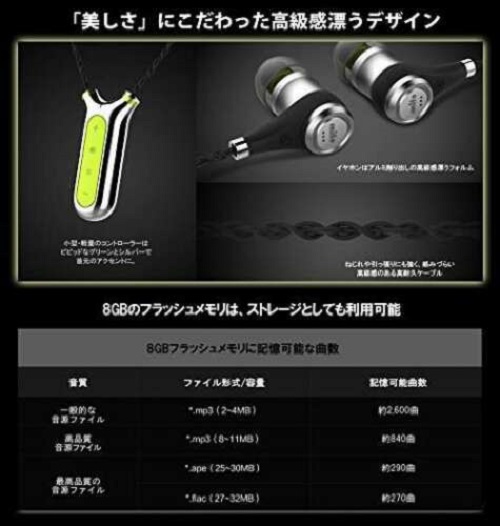 「美しさ」にこだわった高級感漂うデザイン
イヤホンはアルミ削り出しの高級感漂うフォルム
小型・軽量のコントローラーは
ビビッドなグリーンとシルバーで
首元のアクセントに。
ねじれや引っ張りにも強く、絡みづらい
高級感のある高耐久ケーブル
8GBのフラッシュメモリは、ストレージとしても利用可能
8GBフラッシュメモリに記憶可能な曲数
音質 ファイル形式/容量 記憶可能曲数
一般的な
音源ファイル
*.mp3 (2~4MB) 約2,600曲
高品質
音源ファイル
*.mp3 (8~11MB) 約840曲
最高品質の
音源ファイル
*.ape (25~30MB) 約290曲
*.flac (27~32MB) 約270曲